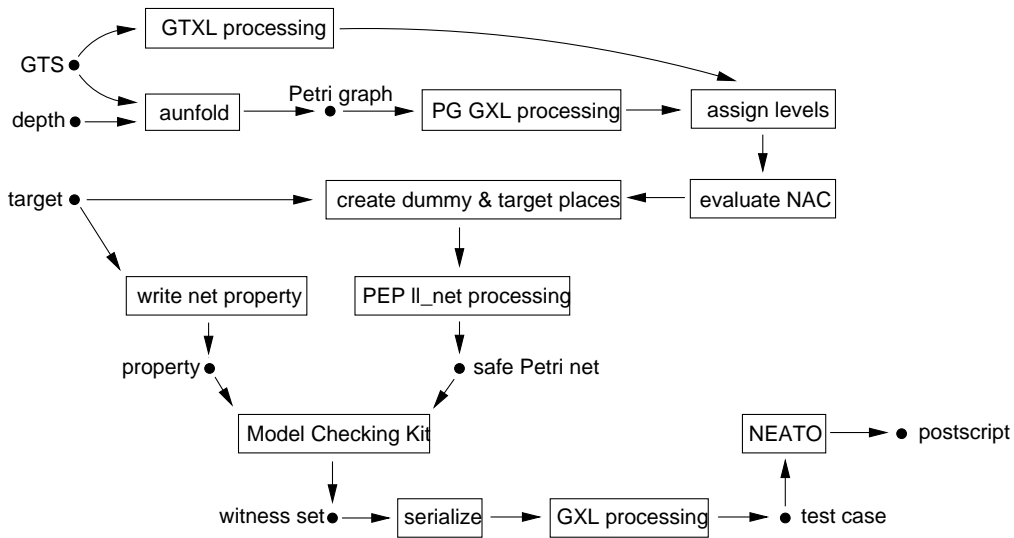 GTXL processing
GTS
Petri graph
depth
aunfold
PG GXL processing
assign levels
target
create dummy & target places
evaluate NAC
write net property
PEP ll_net processing
property
safe Petri net
Model Checking Kit
NEATO
postscript
witness set
serialize
GXL processing
test case